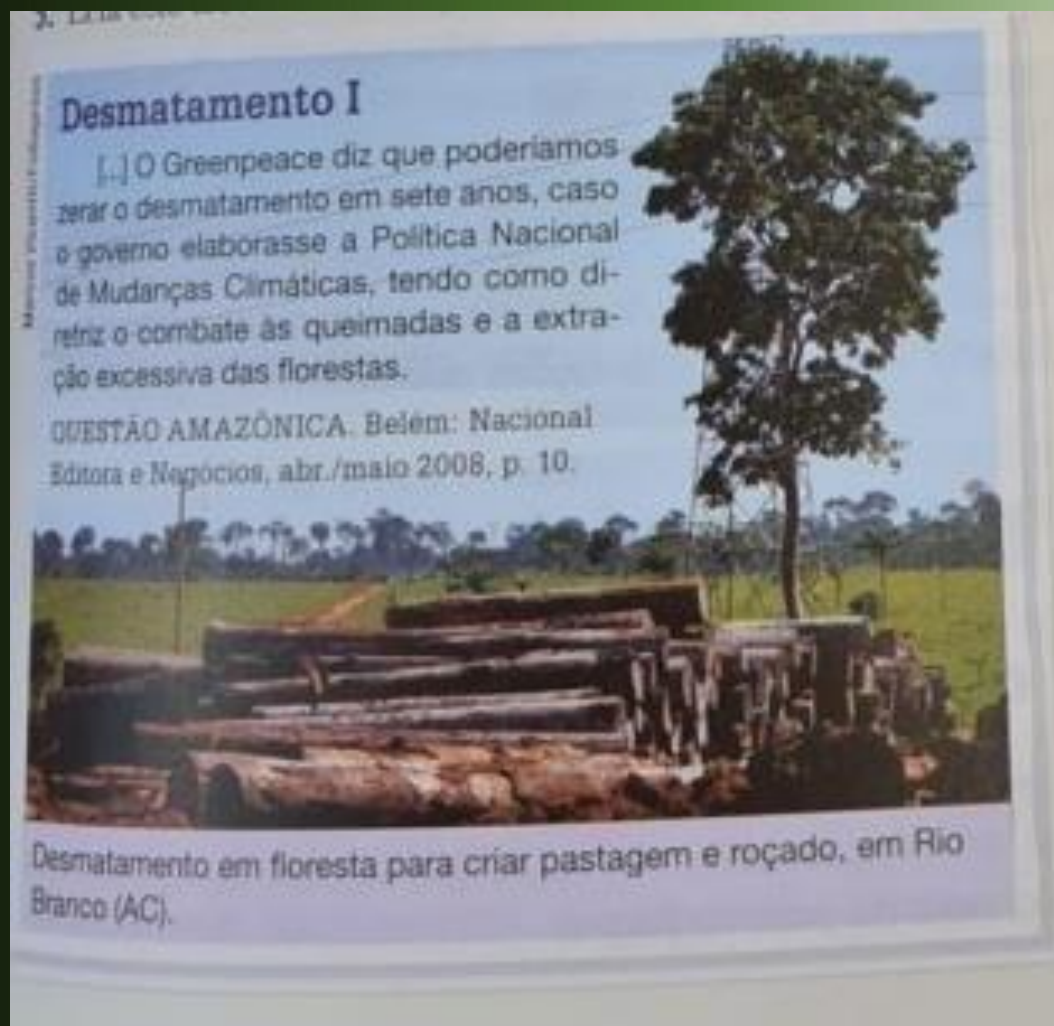 Desmatamento I
[...] O Greenpeace diz que poderíamos
zerar o desmatamento em sete anos, caso
o governo elaborasse a Política Nacional
de Mudanças Climáticas, tendo como di-
retriz o combate às queimadas e a extra-
ção excessiva das florestas.
QUESTÃO AMAZÔNICA. Belém: Nacional
Editora e Negócios, abr./maio 2008, p. 10.
Desmatamento em floresta para criar pastagem e roçado, em Rio
Branco (AC).